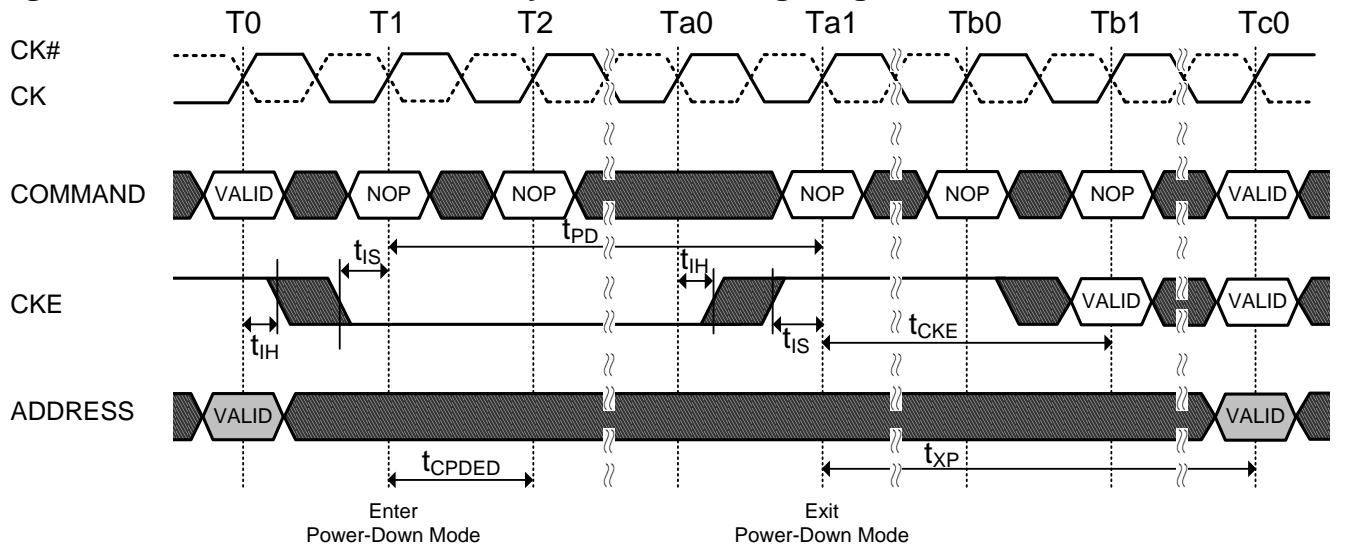 T0 T1 T2 Ta0 Ta1 Tb0 Tb1 Tc0
CK#
CK
COMMAND VALID NOP NOP NOP NOP NOP VALID
tPD
tIS tIH
CKE VALID VALID
tIH tIS tCKE
ADDRESS VALID VALID
tCPDED tXP
Enter Exit
Power-Down Mode Power-Down Mode